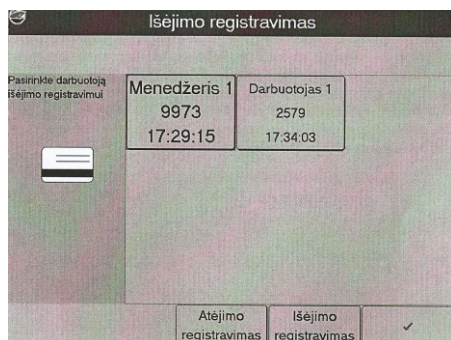 Išėjimo registravimas
Pasirinkte darbuotoją
išėjimo registravimui
Menedžeris 1
9973
17:29:15
Darbuotojas 1
2579
17:34:03
Atėjimo
registravimas
Išėjimo
registravimas